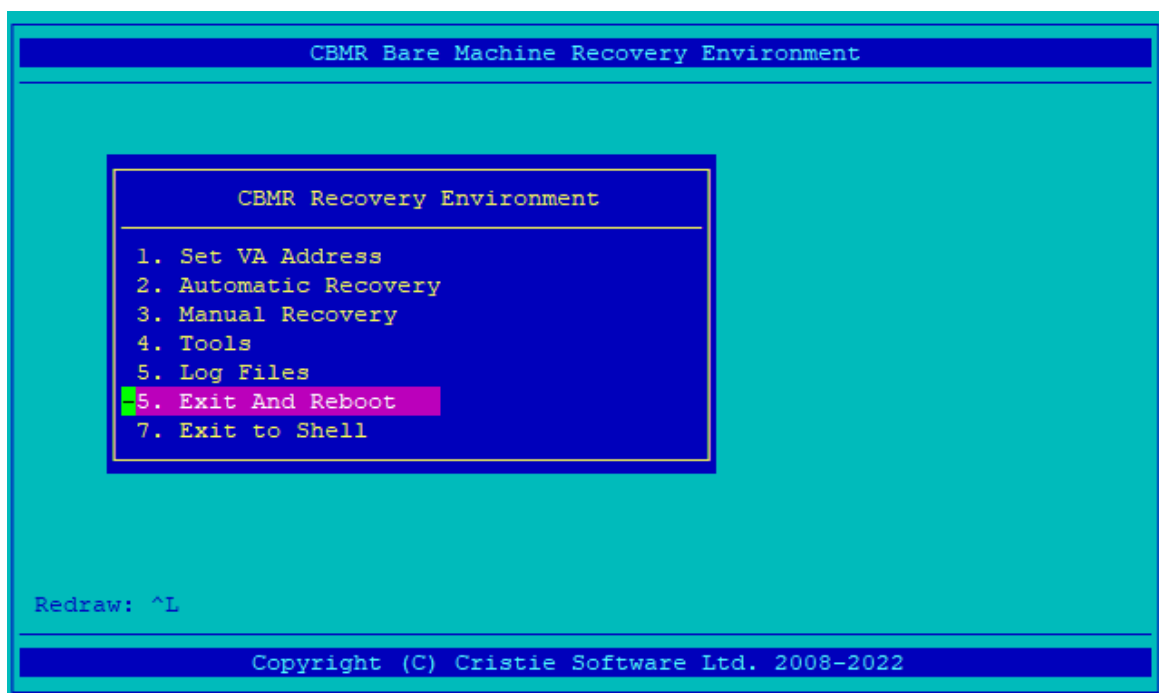 CBMR Bare Machine Recovery Environment
CBMR Recovery Environment
1. Set VA Address
2. Automatic Recovery
3. Manual Recovery
4. Tools
5. Log Files
-5. Exit And Reboot
7. Exit to Shell
Redraw: ^L
Copyright (C) Cristie Software Ltd. 2008-2022